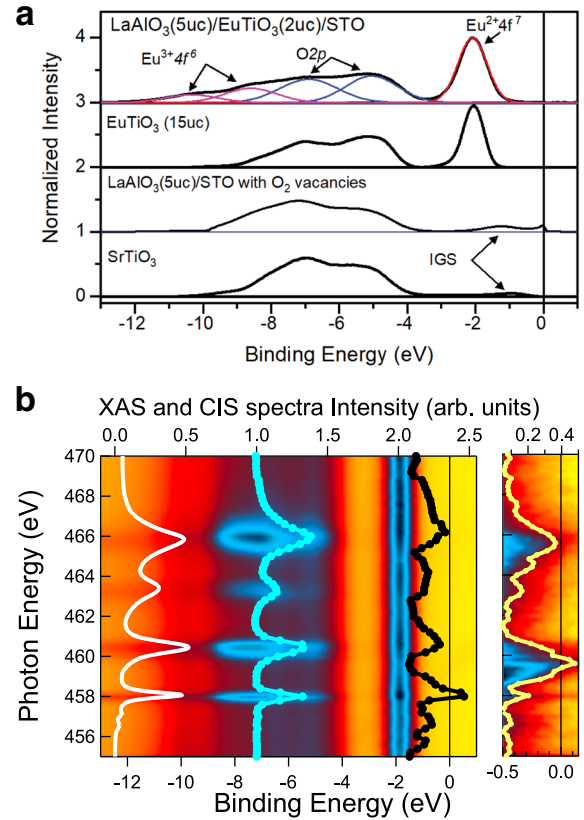 a
LaAlO3(5uc)/EuTiO3(2uc)/STO
Eu2+4f7
Eu3+4f6
O2p
4
3
EuTiO3 (15uc)
2
LaAlO3(5uc)/STO with O2 vacancies
1
SrTiO3
IGS
0
Normalized Intensity
-12 -10 -8 -6 -4 -2 0
Binding Energy (eV)
b
XAS and CIS spectra Intensity (arb. units)
0.0 0.5 1.0 1.5 2.0 2.5 0.2 0.4
470
468
466
464
462
460
458
456
Photon Energy (eV)
-12 -10 -8 -6 -4 -2 0 -0.5 0.0
Binding Energy (eV)